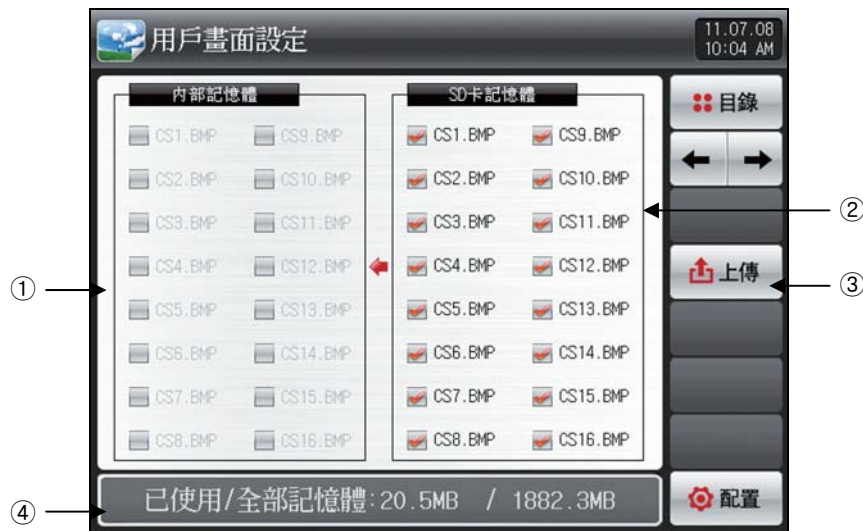 用戶畫面設定
11.07.08
10:04 AM
內部記憶體
SD卡記憶體
CS1.BMP CS9.BMP CS1.BMP CS9.BMP
CS2.BMP CS10.BMP CS2.BMP CS10.BMP
CS3.BMP CS11.BMP CS3.BMP CS11.BMP
CS4.BMP CS12.BMP CS4.BMP CS12.BMP
CS5.BMP CS13.BMP CS5.BMP CS13.BMP
CS6.BMP CS14.BMP CS6.BMP CS14.BMP
CS7.BMP CS15.BMP CS7.BMP CS15.BMP
CS8.BMP CS16.BMP CS8.BMP CS16.BMP
目錄
上傳
配置
已使用/全部記憶體:20.5MB / 1882.3MB
①
②
③
④